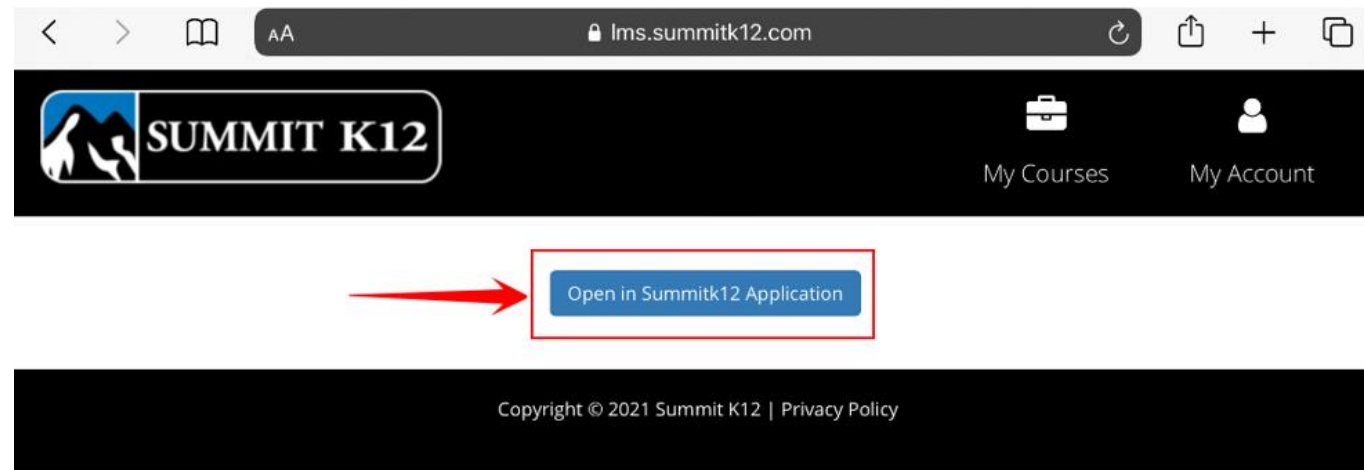 AA lms.summitk12.com
SUMMIT K12
My Courses My Account
Open in Summitk12 Application
Copyright © 2021 Summit K12 | Privacy Policy